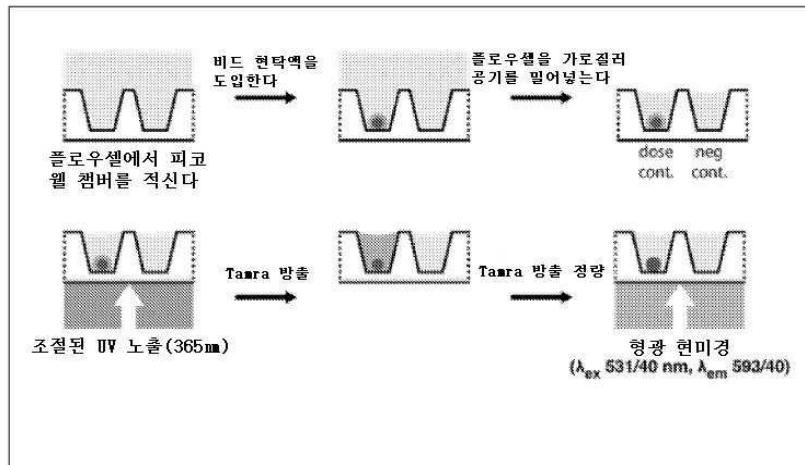 비드 현탁액을
도입한다
플로우셀을 가로질러
공기를 밀어넣는다
플로우셀에서 피코
웰 챔버를 적신다
dose
cont.
neg
cont.
Tamra 방출
Tamra 방출 정량
조절된 UV 노출(365nm)
형광 현미경
(λex 531/40 nm, λem 593/40)